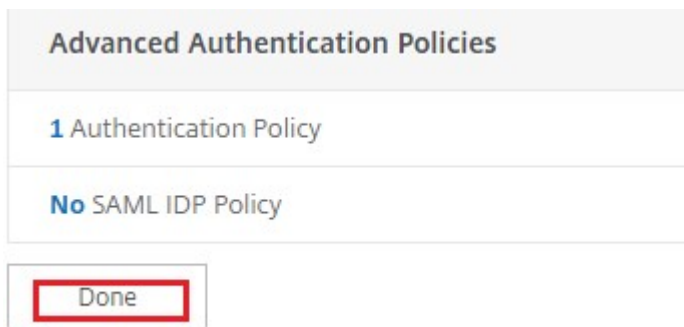 Advanced Authentication Policies
1 Authentication Policy
No SAML IDP Policy
Done